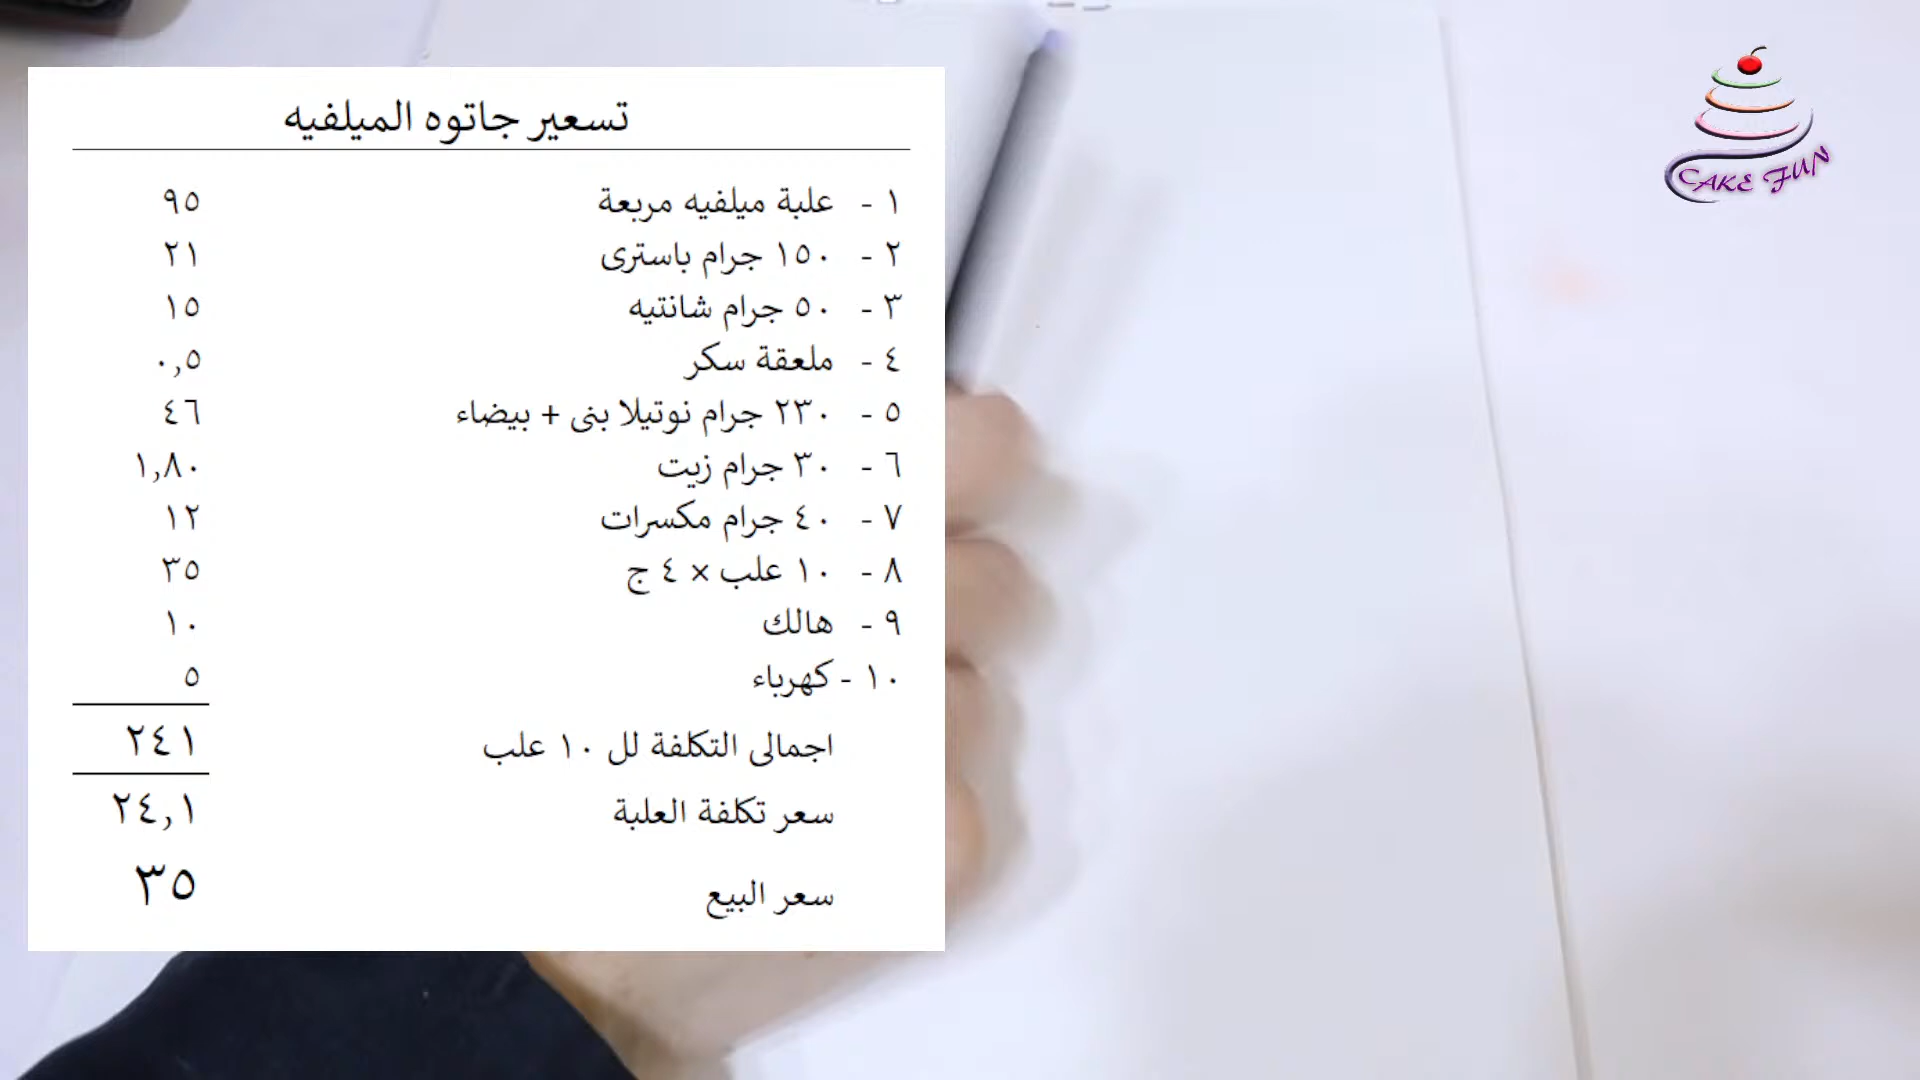 تسعير جاتوه الميلفيه
١ - علبة ميلفيه مربعة ٩٥
٢ - ١٥٠ جرام باسترى ٢١
٣ - ٥٠ جرام شانتيه ١٥
٤ - ملعقة سكر ٠,٥
٥ - ٢٣٠ جرام نوتيلا بنى + بيضاء ٤٦
٦ - ٣٠ جرام زيت ١,٨٠
٧ - ٤٠ جرام مكسرات ١٢
٨ - ١٠ علب × ٤ ج ٣٥
٩ - هالك ١٠
١٠ - كهرباء ٥
اجمالى التكلفة لل ١٠ علب ٢٤١
سعر تكلفة العلبة ٢٤,١
سعر البيع ٣٥
CAKE FUN